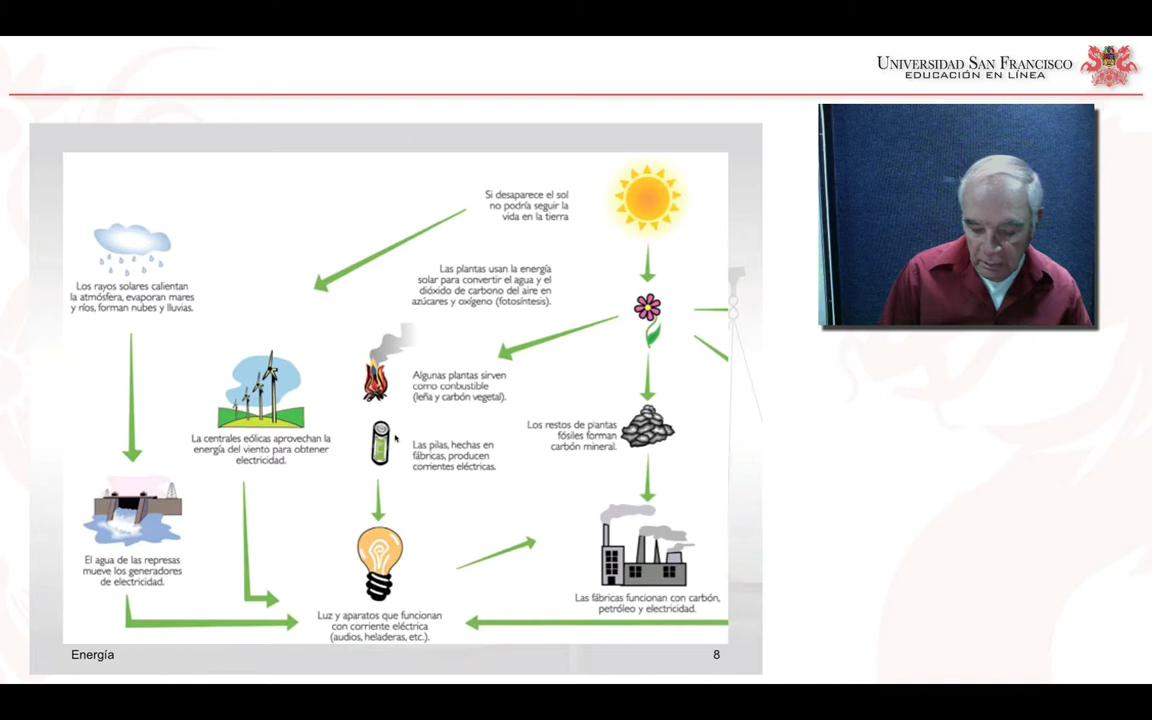 UNIVERSIDAD SAN FRANCISCO
EDUCACIÓN EN LÍNEA
Si desaparece el sol
no podría seguir la
vida en la tierra
Los rayos solares calientan
la atmósfera, evaporan mares
y ríos, forman nubes y lluvias.
Las plantas usan la energía
solar para convertir el agua y el
dióxido de carbono del aire en
azúcares y oxígeno (fotosíntesis).
Algunas plantas sirven
como conbustible
(leña y carbón vegetal).
La centrales eólicas aprovechan la
energía del viento para obtener
electricidad.
Las pilas, hechas en
fábricas, producen
corrientes eléctricas.
Los restos de plantas
fósiles forman
carbón mineral.
El agua de las represas
mueve los generadores
de electricidad.
Luz y aparatos que funcionan
con corriente eléctrica
(audios, heladeras, etc.).
Las fábricas funcionan con carbón,
petróleo y electricidad.
Energía
8